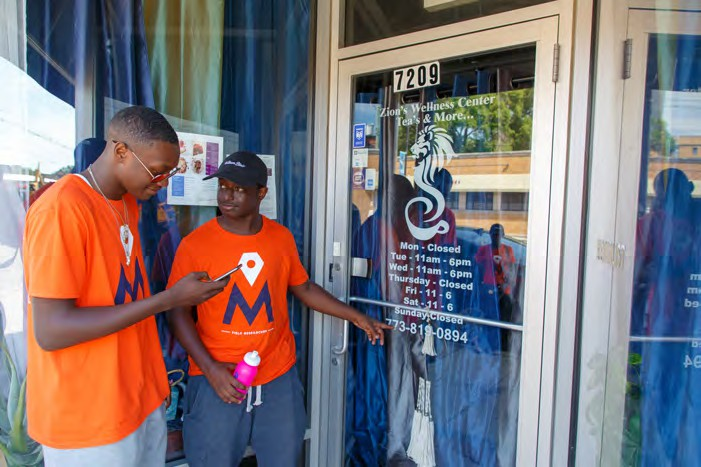 7209
Zion's Wellness Center
Tea's & More...
Mon - Closed
Tue - 11am - 6pm
Wed - 11am - 6pm
Thursday - Closed
Fri - 11 - 6
Sat - 11 - 6
Sunday Closed
773-819-0894
M
M